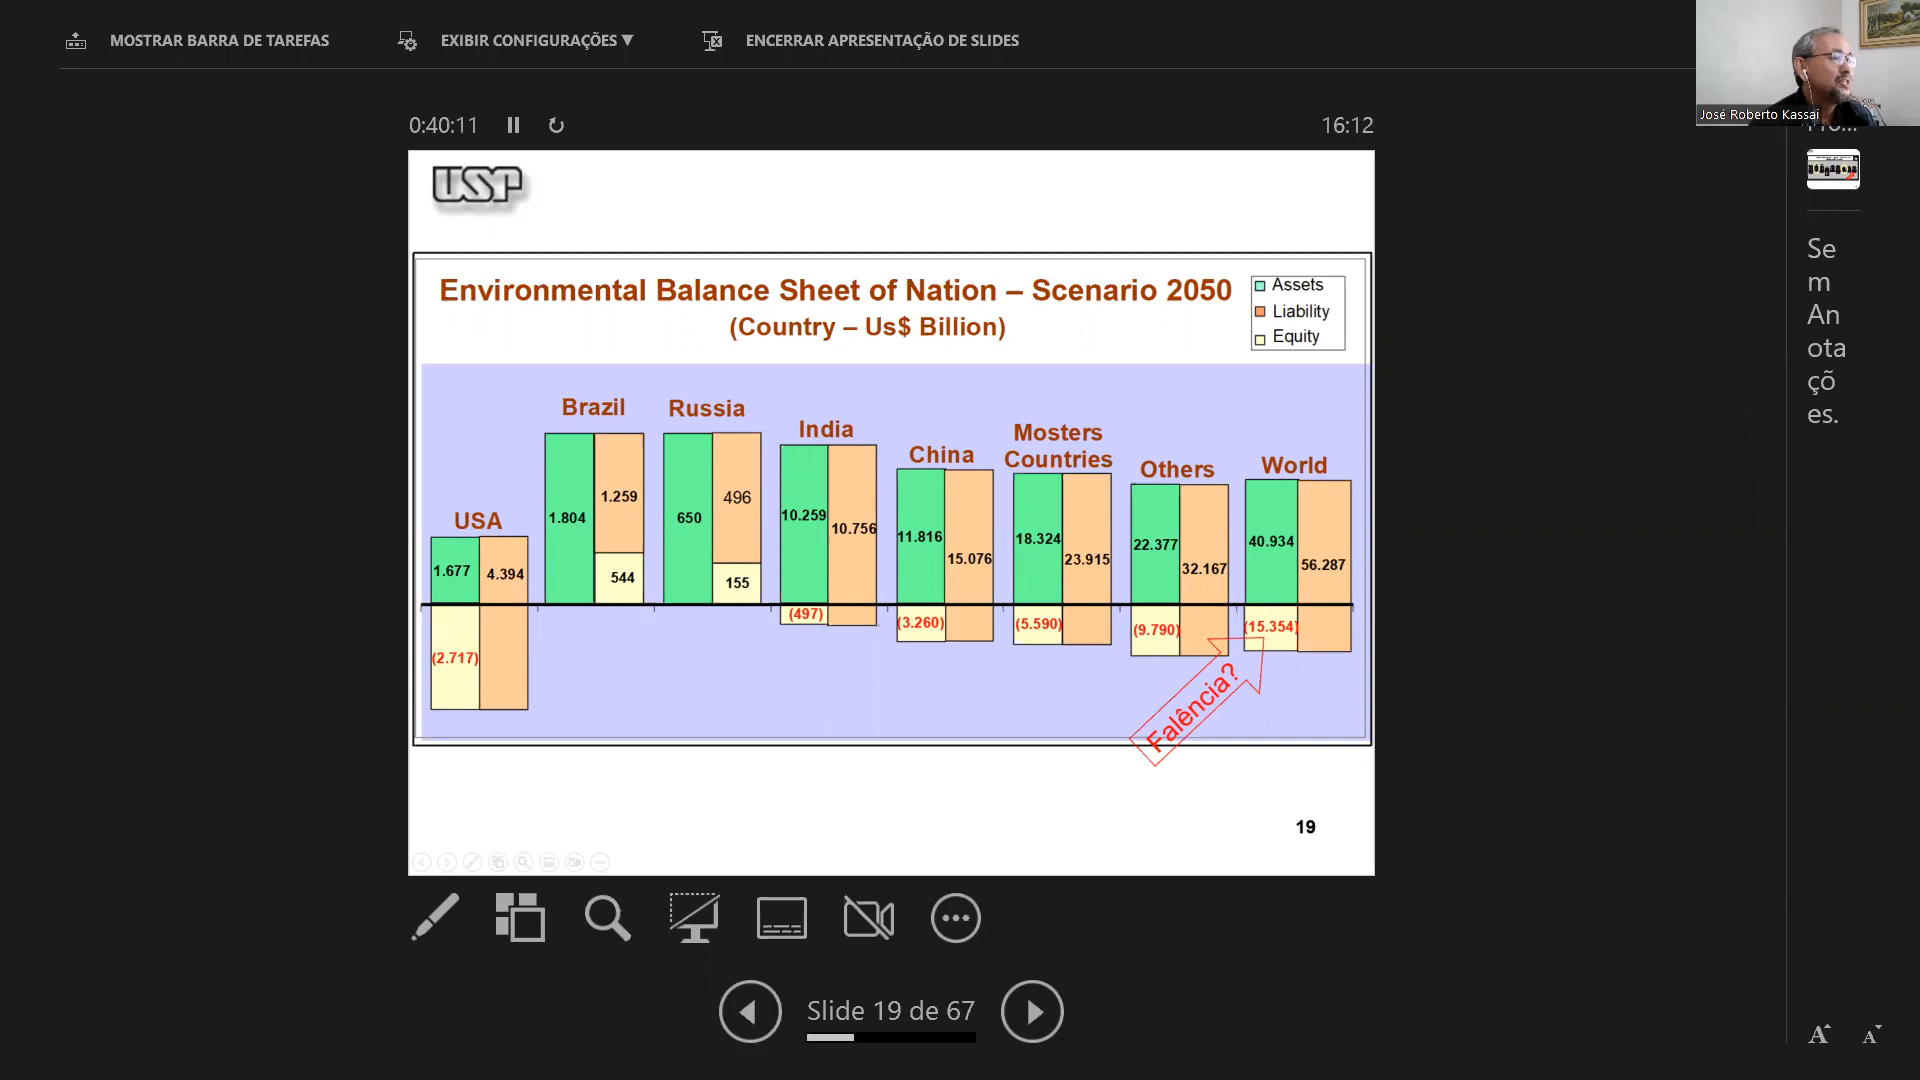 MOSTRAR BARRA DE TAREFAS
EXIBIR CONFIGURAÇÕES ▼
ENCERRAR APRESENTAÇÃO DE SLIDES
José Roberto Kassai
0:40:11
16:12
USP
Environmental Balance Sheet of Nation – Scenario 2050
(Country – Us$ Billion)
Assets
Liability
Equity
USA
1.677
4.394
(2.717)
Brazil
1.804
1.259
544
Russia
650
496
155
India
10.259
10.756
(497)
China
11.816
15.076
(3.260)
Mosters
Countries
18.324
23.915
(5.590)
Others
22.377
32.167
(9.790)
World
40.934
56.287
(15.354)
Falência?
19
Slide 19 de 67
Se
m
An
ota
çõ
es.
A
A